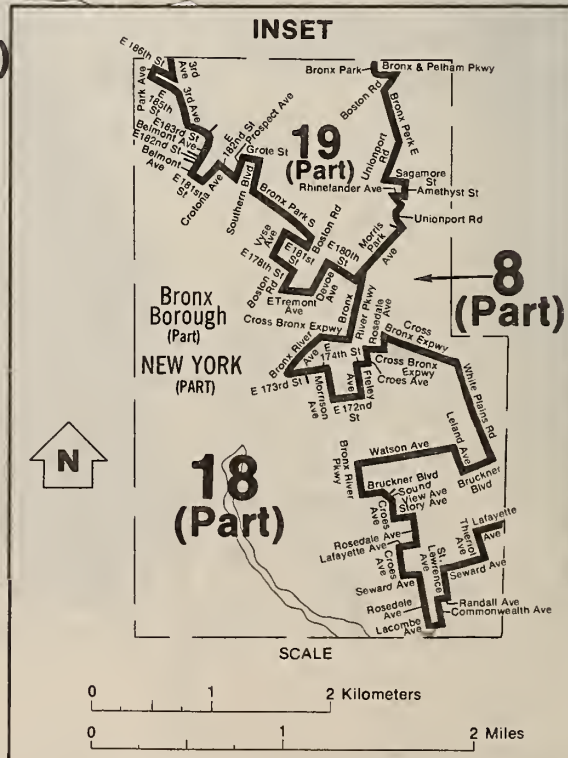 INSET
)
E 186th St
3rd Ave
Park Ave
E 185th St
3rd Ave
E 183rd St
Belmont Ave
E 182nd St
Belmont Ave
E 181st St
Crotona Ave
E 182nd St
Prospect Ave
Grote St
Southern Blvd
Bronx Park S
Bronx Park
Bronx & Pelham Pkwy
Boston Rd
Bronx Park E
Unionport Rd
Sagamore St
Rhinelander Ave
Amethyst St
Unionport Rd
Morris Park Ave
19
(Part)
Vyse Ave
E 181st St
Boston Rd
E 180th St
E 178th St
Boston Rd
E Tremont Ave
Devoe Ave
8
(Part)
Bronx
Borough
(Part)
NEW YORK
(PART)
Bronx River Pkwy
Cross Bronx Expwy
Rosedale Ave
Cross Bronx Expwy
Bronx River Ave
E 174th St
Cross Bronx Expwy
Croes Ave
E 173rd St
Morrison Ave
Fteley Ave
E 172nd St
White Plains Rd
Leland Ave
Watson Ave
Bruckner Blvd
Bronx River Pkwy
N
18
(Part)
Bruckner Blvd
Sound View Ave
Story Ave
Croes Ave
Rosedale Ave
Lafayette Ave
Croes Ave
Seward Ave
St. Lawrence Ave
Thieriot Ave
Lafayette Ave
Seward Ave
Rosedale Ave
Randall Ave
Commonwealth Ave
Lacombe Ave
SCALE
0 1 2 Kilometers
0 1 2 Miles